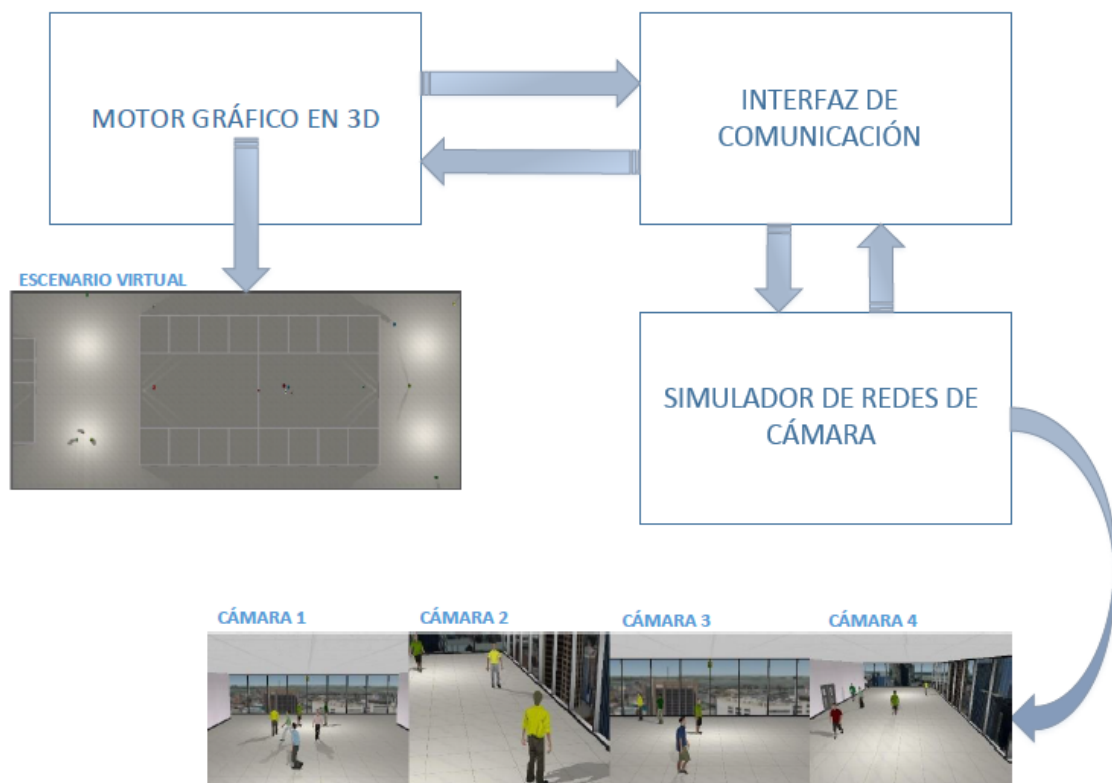 MOTOR GRÁFICO EN 3D
INTERFAZ DE
COMUNICACIÓN
ESCENARIO VIRTUAL
SIMULADOR DE REDES DE
CÁMARA
CÁMARA 1
CÁMARA 2
CÁMARA 3
CÁMARA 4